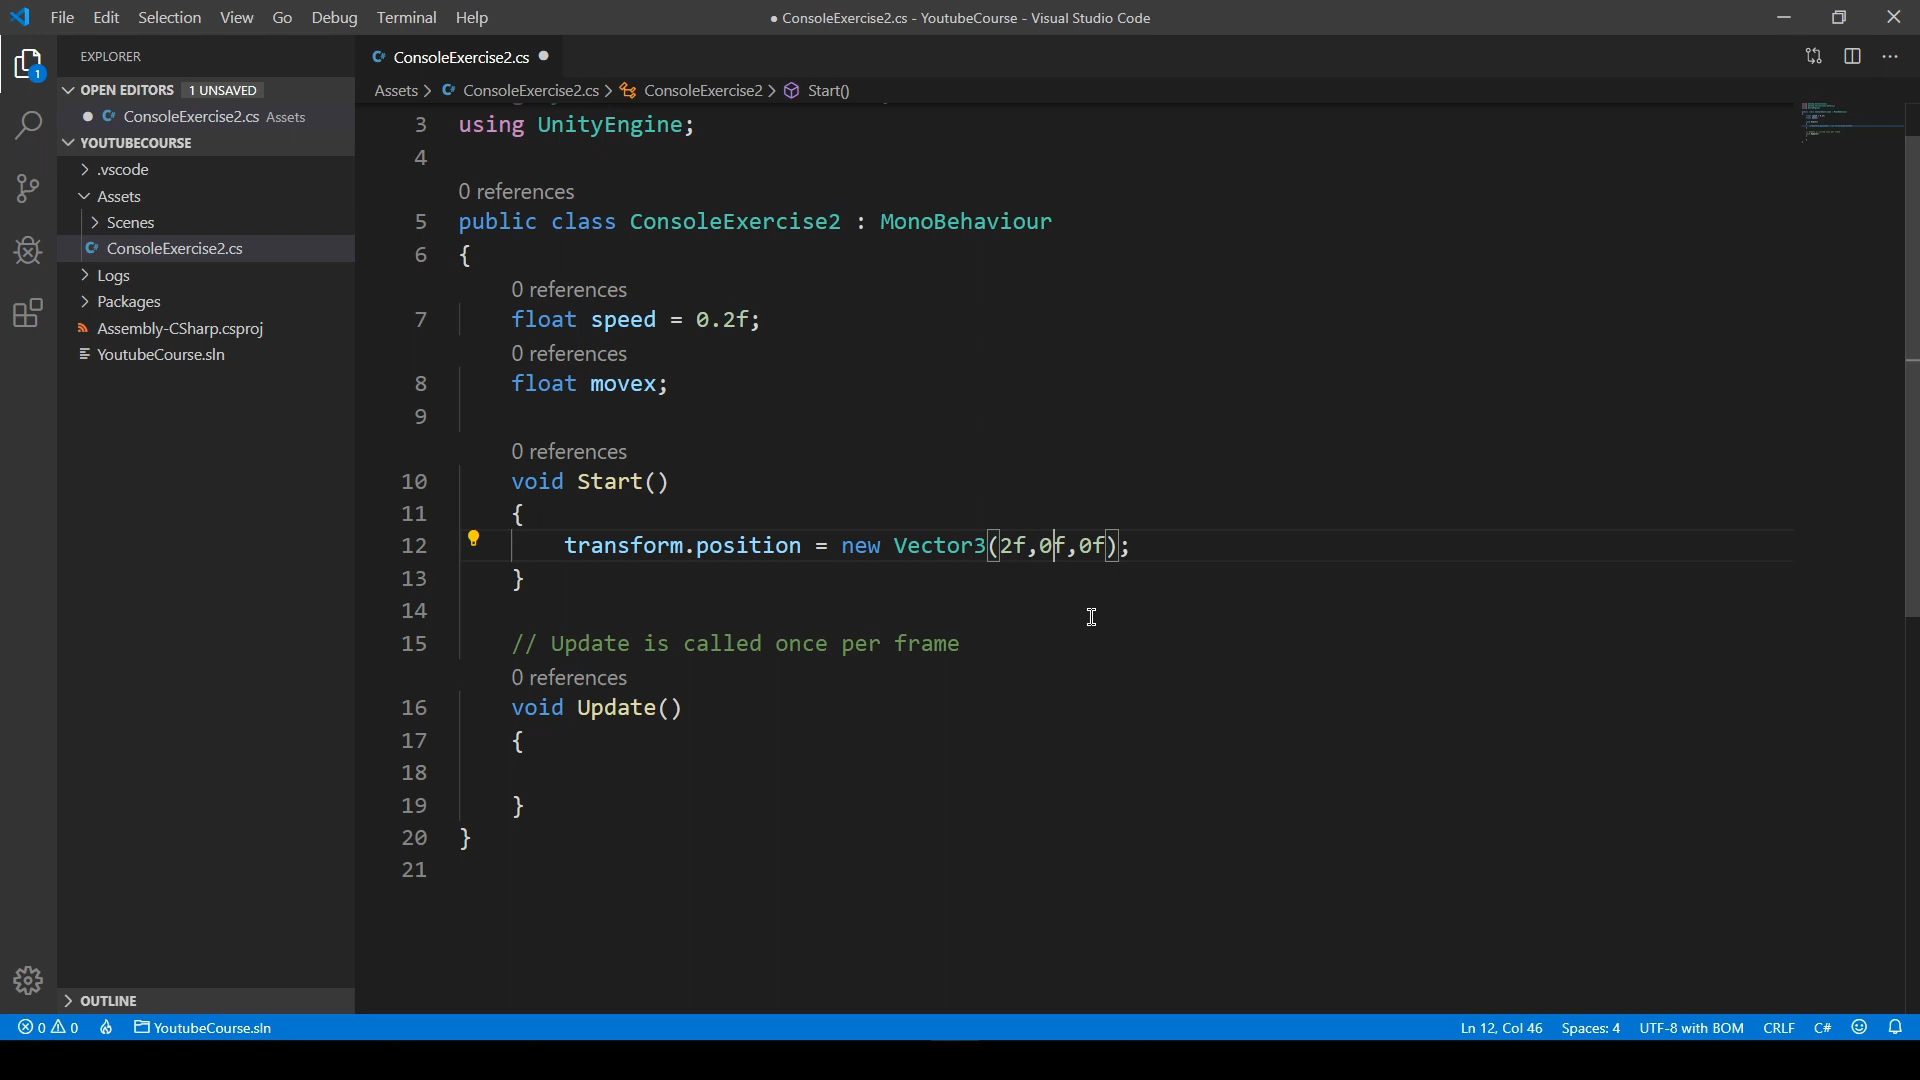 File Edit Selection View Go Debug Terminal Help
● ConsoleExercise2.cs - YoutubeCourse - Visual Studio Code
EXPLORER
OPEN EDITORS 1 UNSAVED
ConsoleExercise2.cs Assets
YOUTUBECOURSE
.vscode
Assets
Scenes
ConsoleExercise2.cs
Logs
Packages
Assembly-CSharp.csproj
YoutubeCourse.sln
OUTLINE
1
ConsoleExercise2.cs
Assets > ConsoleExercise2.cs > ConsoleExercise2 > Start()
3 using UnityEngine;
4
0 references
5 public class ConsoleExercise2 : MonoBehaviour
6 {
0 references
7 float speed = 0.2f;
0 references
8 float movex;
9
0 references
10 void Start()
11 {
12 transform.position = new Vector3(2f,0f,0f);
13 }
14
15 // Update is called once per frame
0 references
16 void Update()
17 {
18
19 }
20 }
21
0 0 YoutubeCourse.sln
Ln 12, Col 46 Spaces: 4 UTF-8 with BOM CRLF C#